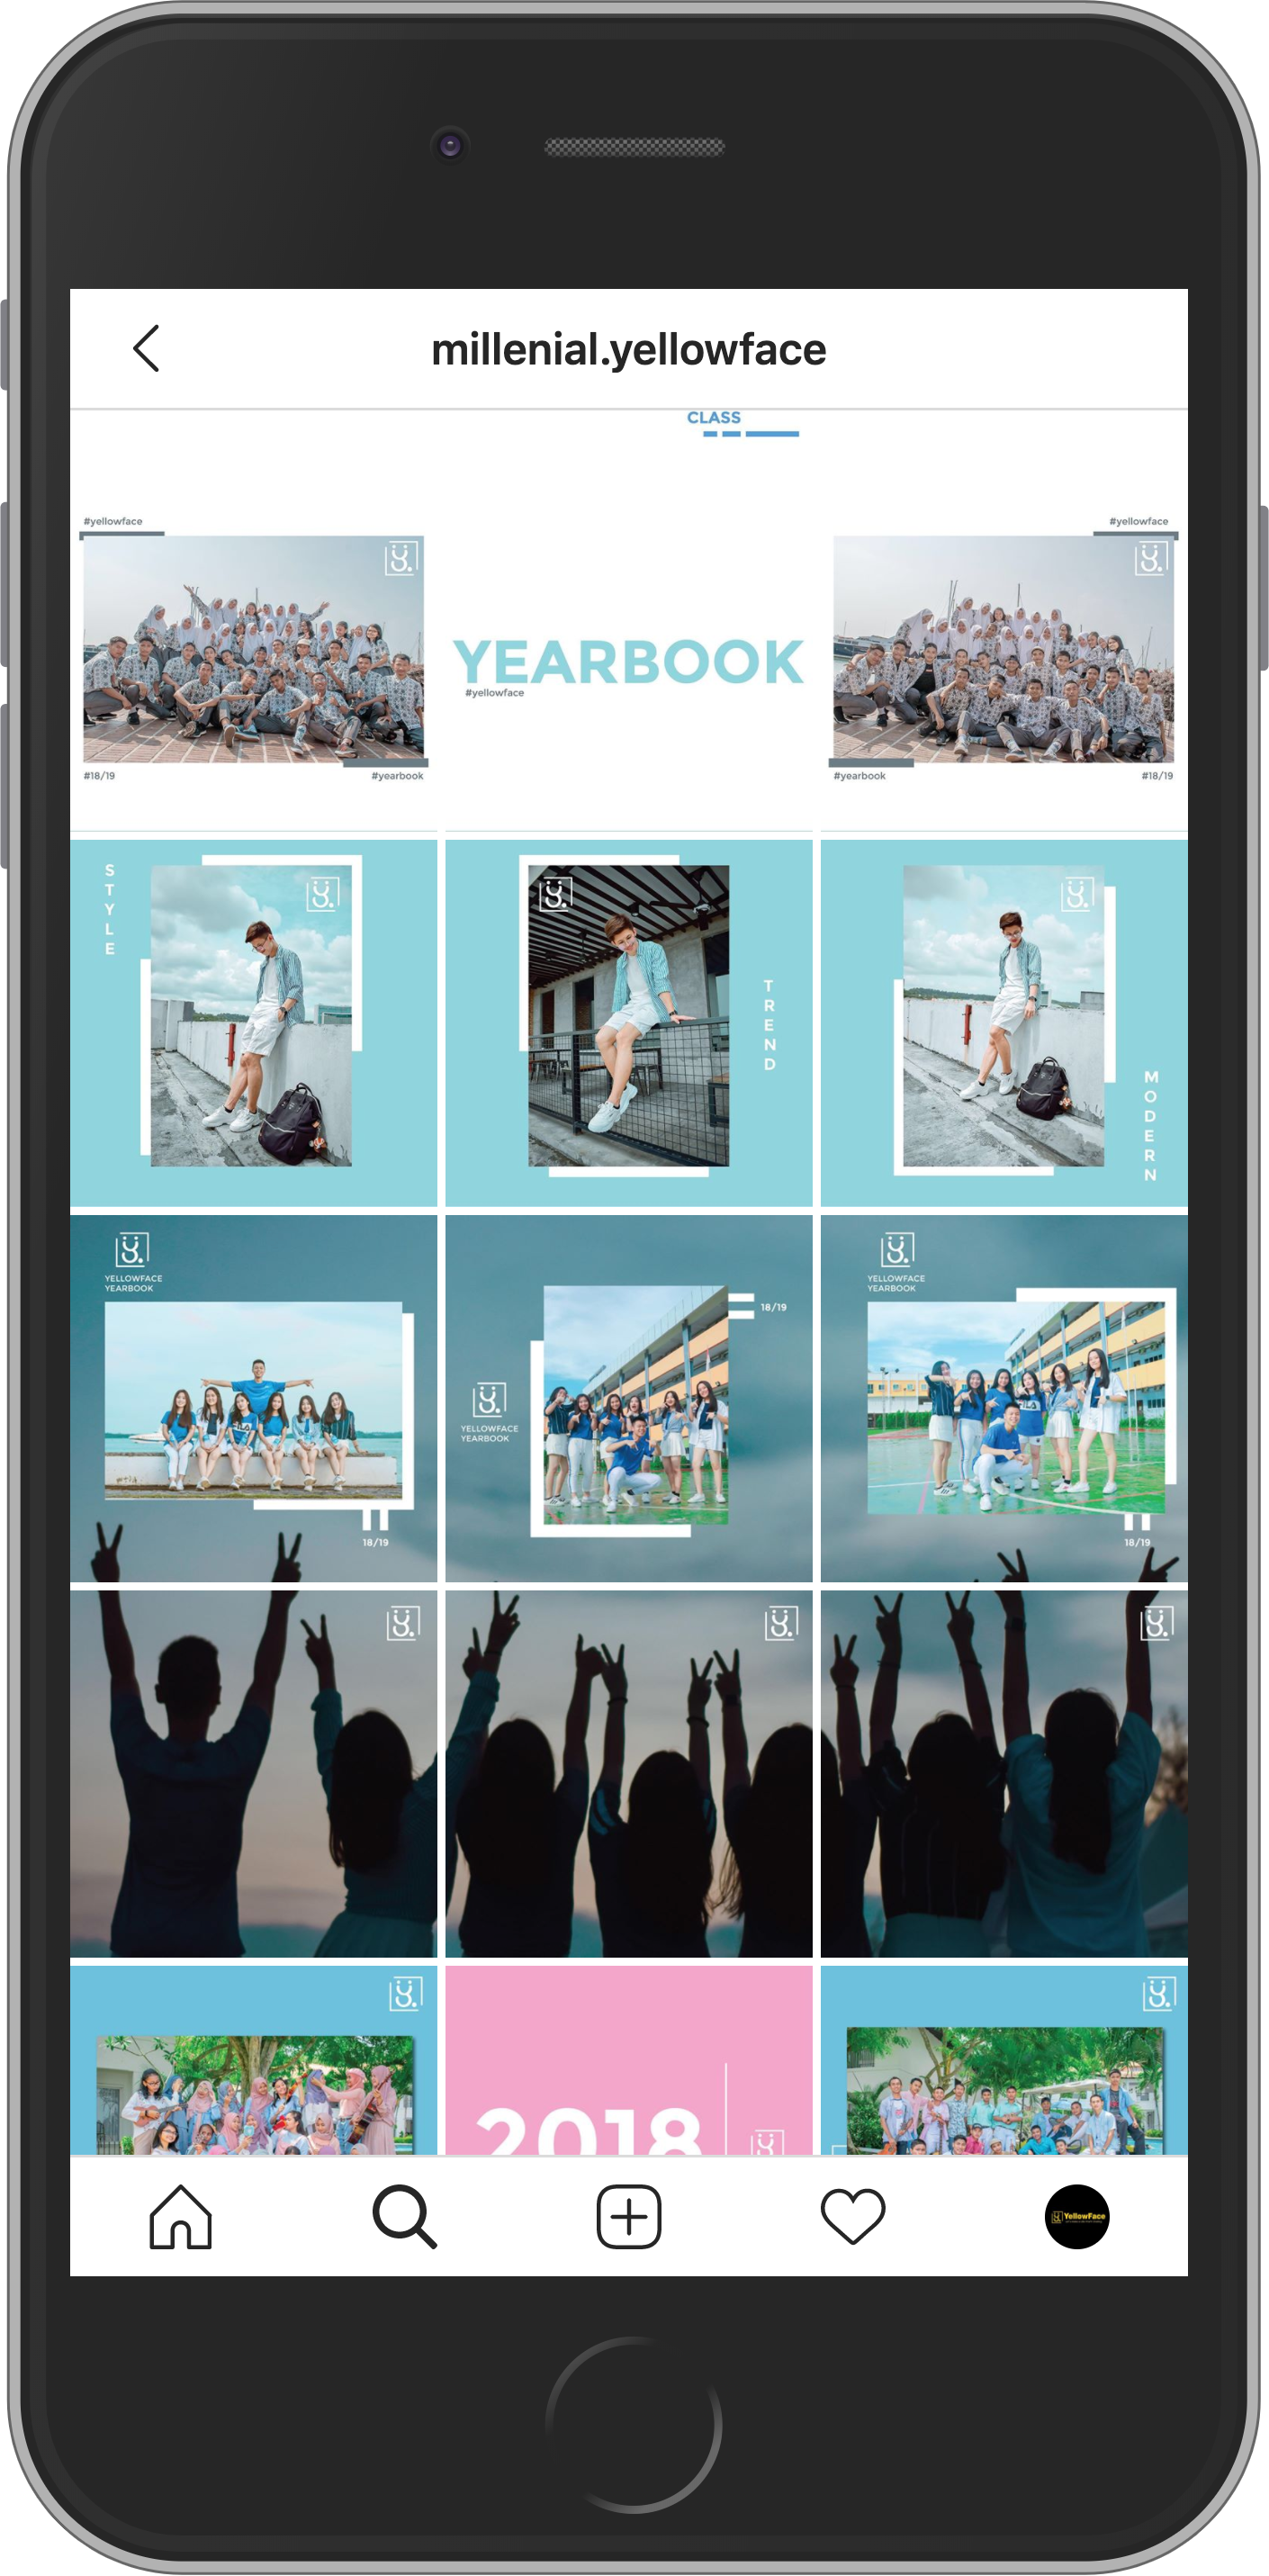 millenial.yellowface
CLASS
#yellowface
#18/19
#yearbook
YEARBOOK
#yellowface
#yellowface
#yearbook
#18/19
STYLE
TREND
MODERN
YELLOWFACE
YEARBOOK
18/19
YELLOWFACE
YEARBOOK
18/19
YELLOWFACE
YEARBOOK
18/19
2018
YellowFace